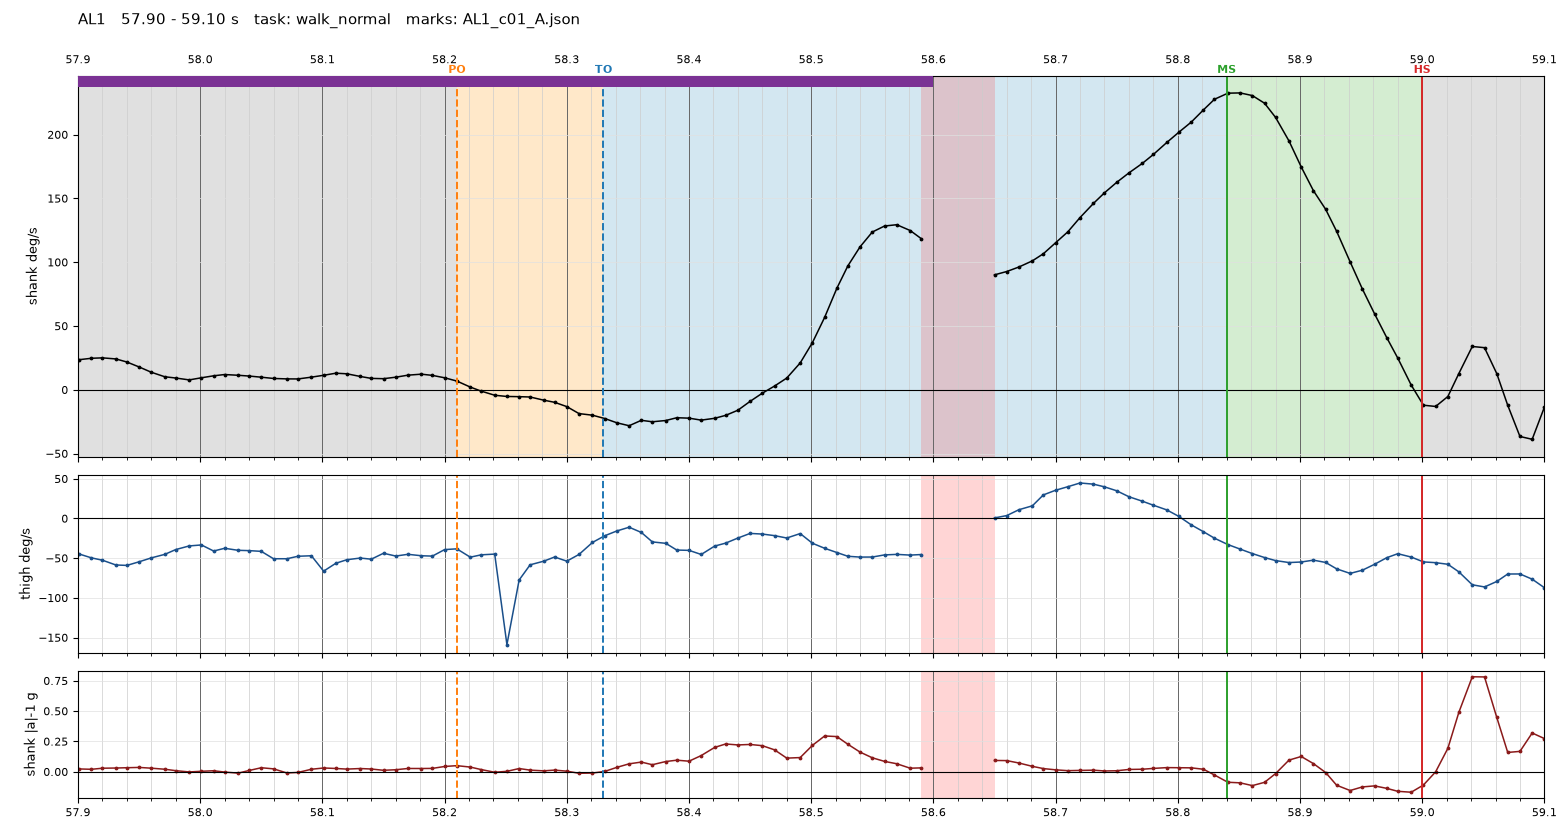 AL1   57.90 - 59.10 s   task: walk_normal   marks: AL1_c01_A.json
57.9 58.0 58.1 58.2 58.3 58.4 58.5 58.6 58.7 58.8 58.9 59.0 59.1
PO TO MS HS
shank deg/s
200
150
100
50
0
−50
thigh deg/s
50
0
−50
−100
−150
shank |a|-1 g
0.75
0.50
0.25
0.00
57.9 58.0 58.1 58.2 58.3 58.4 58.5 58.6 58.7 58.8 58.9 59.0 59.1